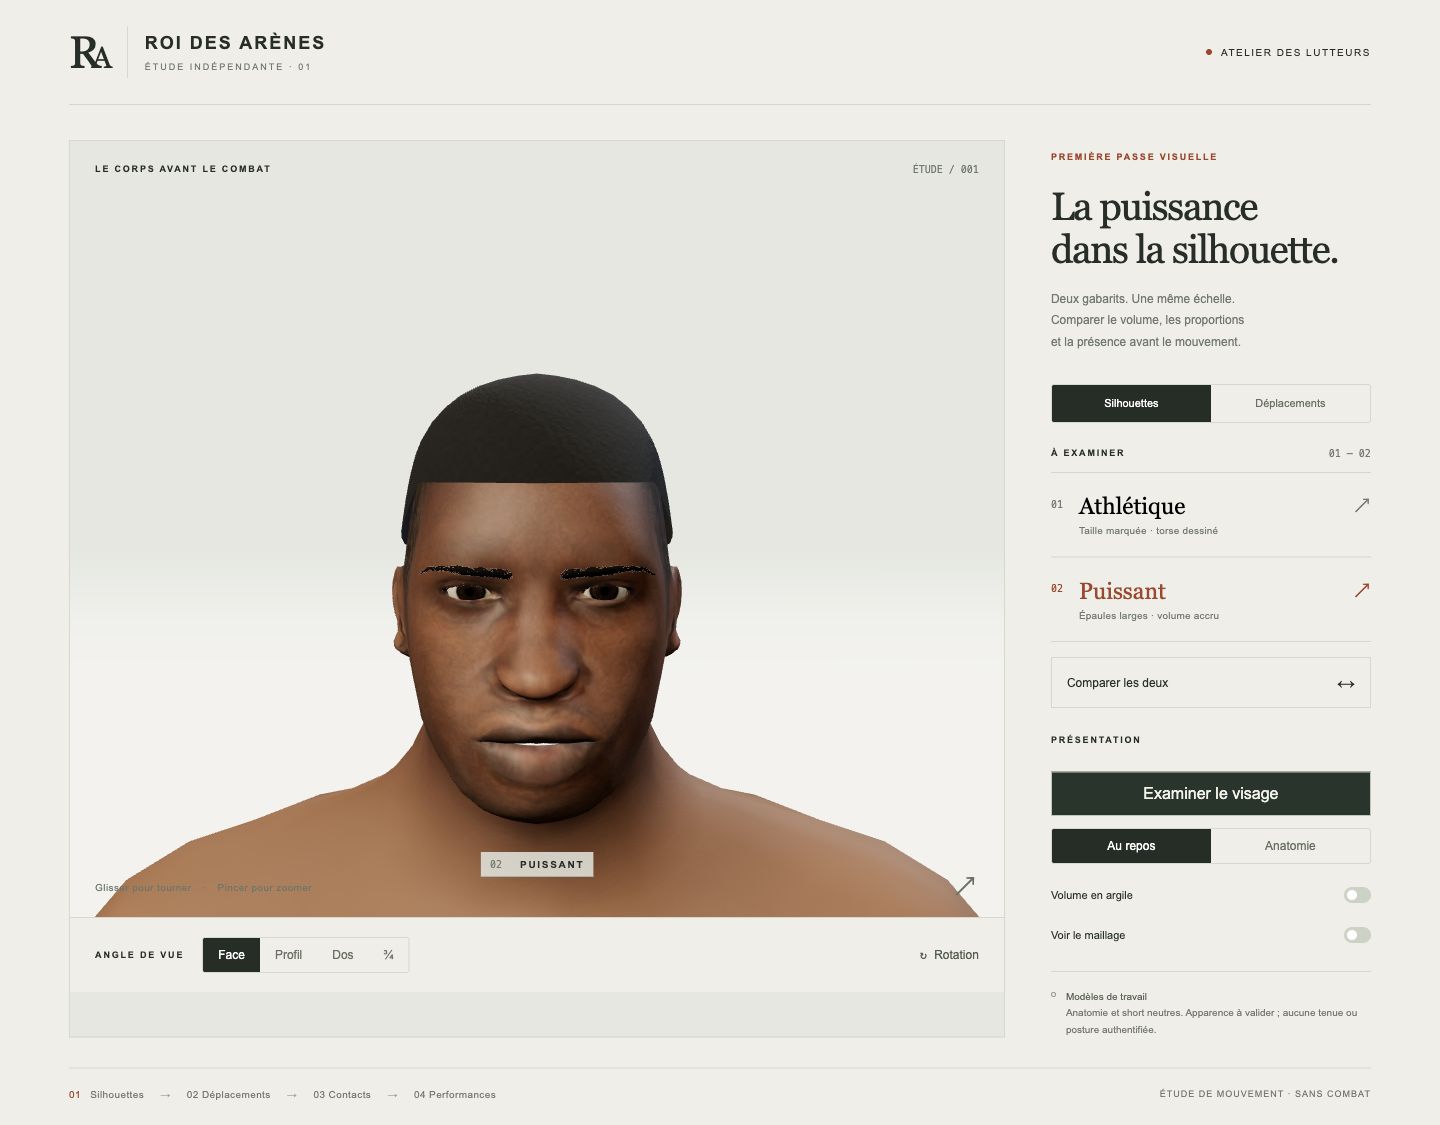 RA
ROI DES ARÈNES
ÉTUDE INDÉPENDANTE · 01
ATELIER DES LUTTEURS
LE CORPS AVANT LE COMBAT
ÉTUDE / 001
02 PUISSANT
Glisser pour tourner · Pincer pour zoomer
ANGLE DE VUE
Face
Profil
Dos
¾
↻ Rotation
PREMIÈRE PASSE VISUELLE
La puissance
dans la silhouette.
Deux gabarits. Une même échelle.
Comparer le volume, les proportions
et la présence avant le mouvement.
Silhouettes
Déplacements
À EXAMINER
01 — 02
01 Athlétique ↗
Taille marquée · torse dessiné
02 Puissant ↗
Épaules larges · volume accru
Comparer les deux ↔
PRÉSENTATION
Examiner le visage
Au repos
Anatomie
Volume en argile
Voir le maillage
Modèles de travail
Anatomie et short neutres. Apparence à valider ; aucune tenue ou
posture authentifiée.
01 Silhouettes → 02 Déplacements → 03 Contacts → 04 Performances
ÉTUDE DE MOUVEMENT · SANS COMBAT